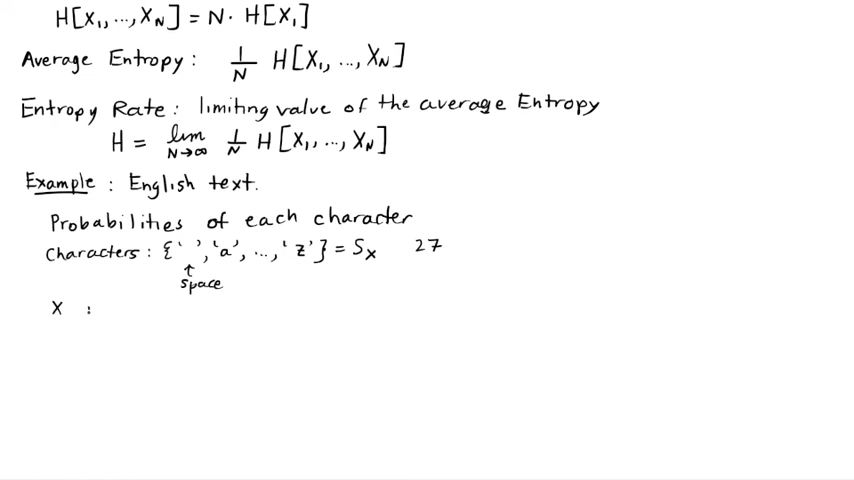 H[X₁,...,X_N] = N · H[X₁]
Average Entropy: 1/N H[X₁, ..., X_N]
Entropy Rate: limiting value of the average Entropy
H = lim N→∞ 1/N H[X₁,..., X_N]
Example: English text.
Probabilities of each character
Characters: {' ', 'a', ..., 'z'} = S_X 27
↑
space
X :